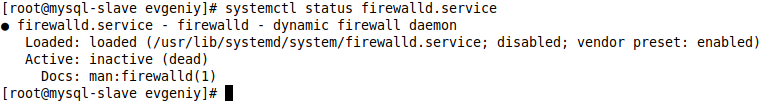 [root@mysql-slave evgeniy]# systemctl status firewalld.service
● firewalld.service - firewalld - dynamic firewall daemon
   Loaded: loaded (/usr/lib/systemd/system/firewalld.service; disabled; vendor preset: enabled)
   Active: inactive (dead)
     Docs: man:firewalld(1)
[root@mysql-slave evgeniy]#